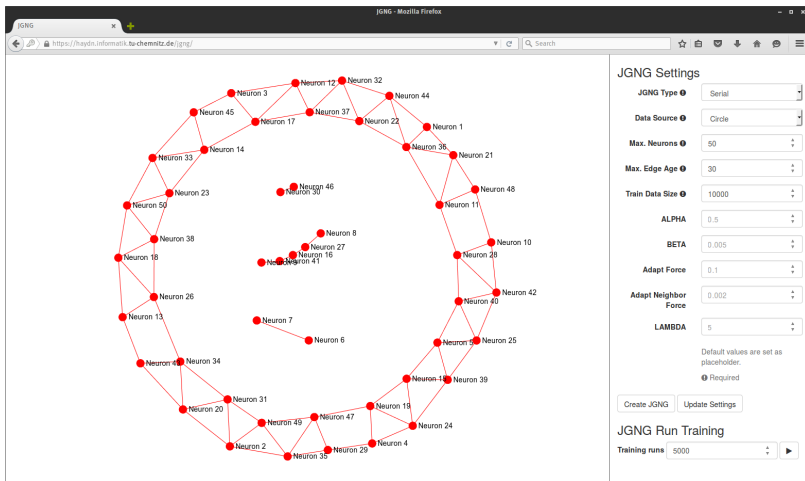 JGNG - Mozilla Firefox
JGNG
https://haydn.informatik.tu-chemnitz.de/jgng/
Search
Neuron 12
Neuron 32
Neuron 3
Neuron 44
Neuron 45
Neuron 37
Neuron 17
Neuron 22
Neuron 1
Neuron 14
Neuron 36
Neuron 33
Neuron 21
Neuron 46
Neuron 30
Neuron 23
Neuron 48
Neuron 50
Neuron 11
Neuron 8
Neuron 38
Neuron 27
Neuron 10
Neuron 16
Neuron 28
Neuron 18
Neuron 41
Neuron 42
Neuron 26
Neuron 40
Neuron 13
Neuron 7
Neuron 6
Neuron 25
Neuron 34
Neuron 39
Neuron 31
Neuron 19
Neuron 20
Neuron 47
Neuron 49
Neuron 24
Neuron 2
Neuron 4
Neuron 29
Neuron 35
JGNG Settings
JGNG Type Serial
Data Source Circle
Max. Neurons 50
Max. Edge Age 30
Train Data Size 10000
ALPHA 0.5
BETA 0.005
Adapt Force 0.1
Adapt Neighbor 0.002
Force
LAMBDA 5
Default values are set as
placeholder.
Required
Create JGNG Update Settings
JGNG Run Training
Training runs 5000